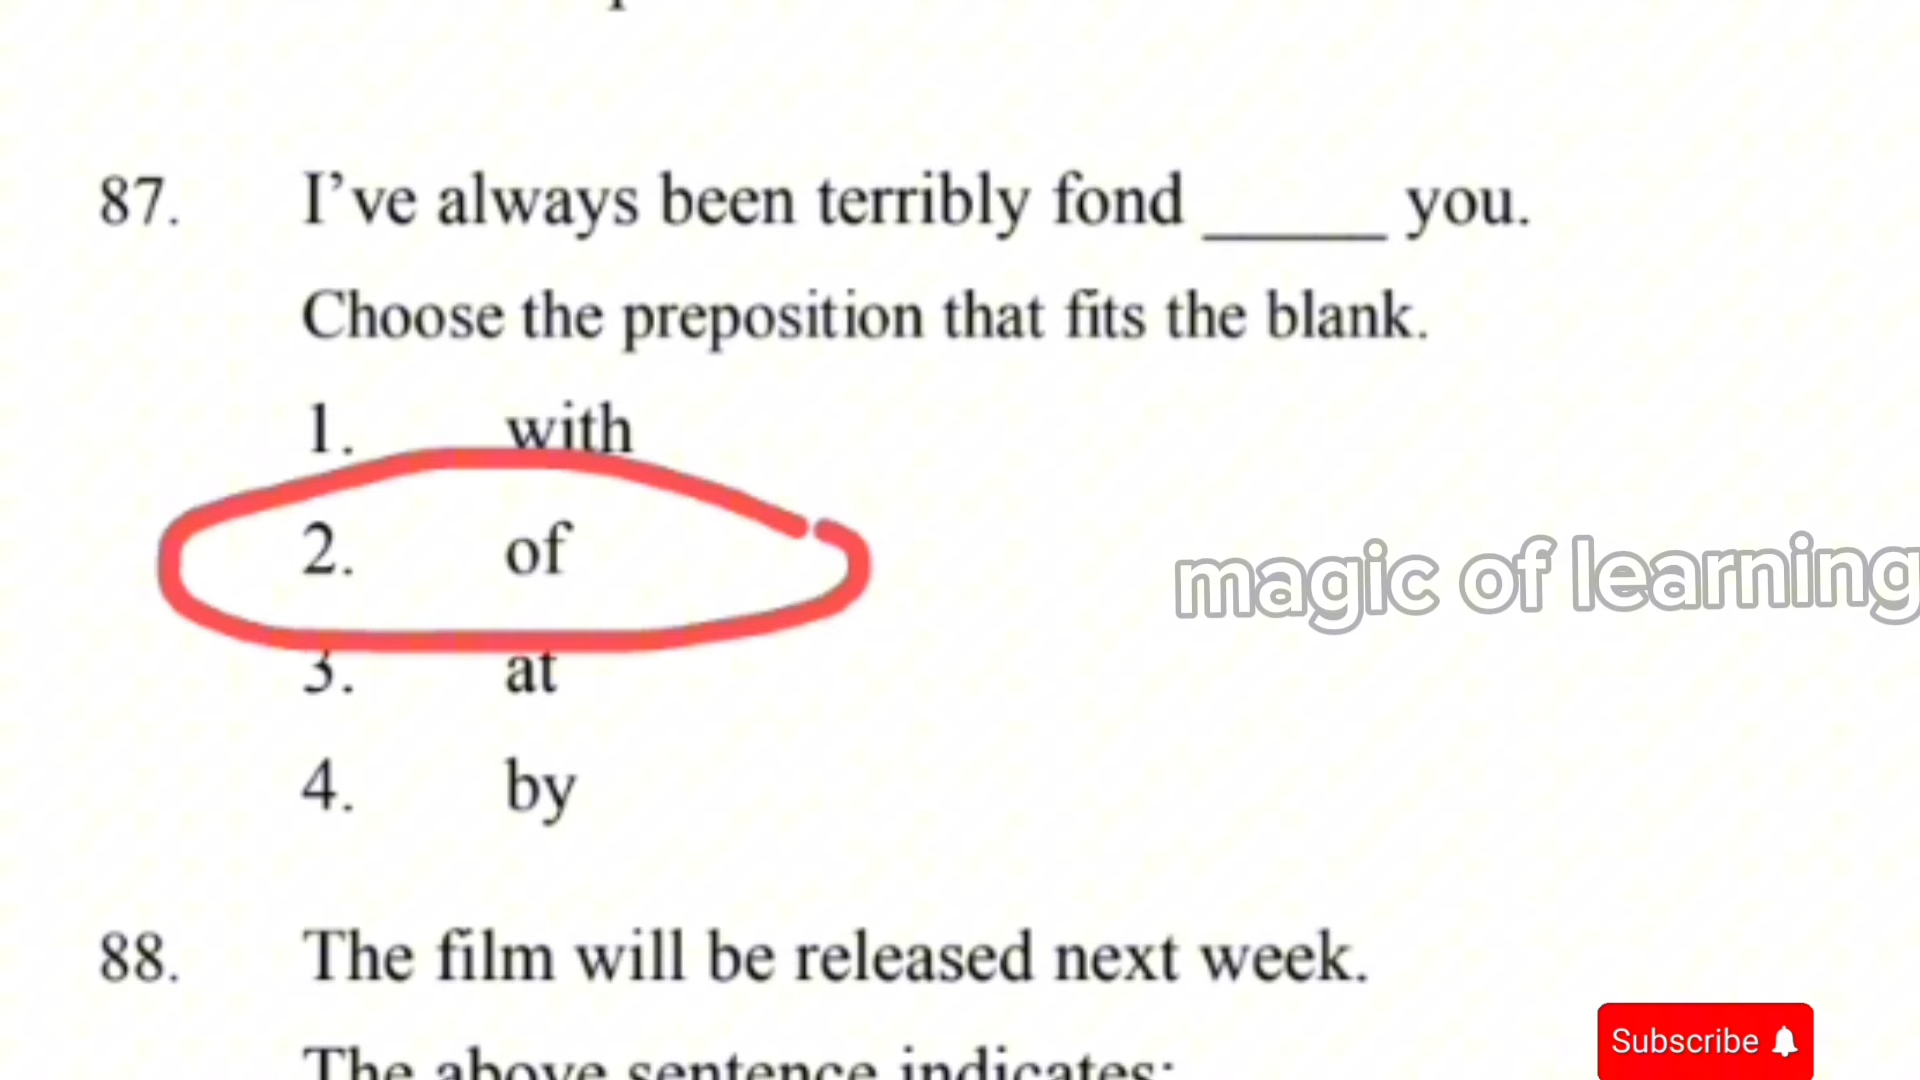 87. I've always been terribly fond _____ you.
Choose the preposition that fits the blank.
1. with
2. of
3. at
4. by
magic of learning
88. The film will be released next week.
The above sentence indicates:
Subscribe